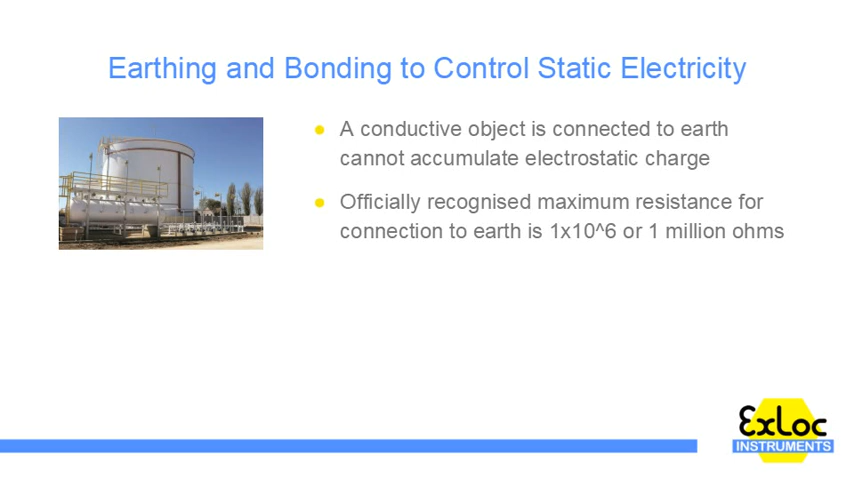 Earthing and Bonding to Control Static Electricity
A conductive object is connected to earth
cannot accumulate electrostatic charge
Officially recognised maximum resistance for
connection to earth is 1x10^6 or 1 million ohms
ExLoc
INSTRUMENTS